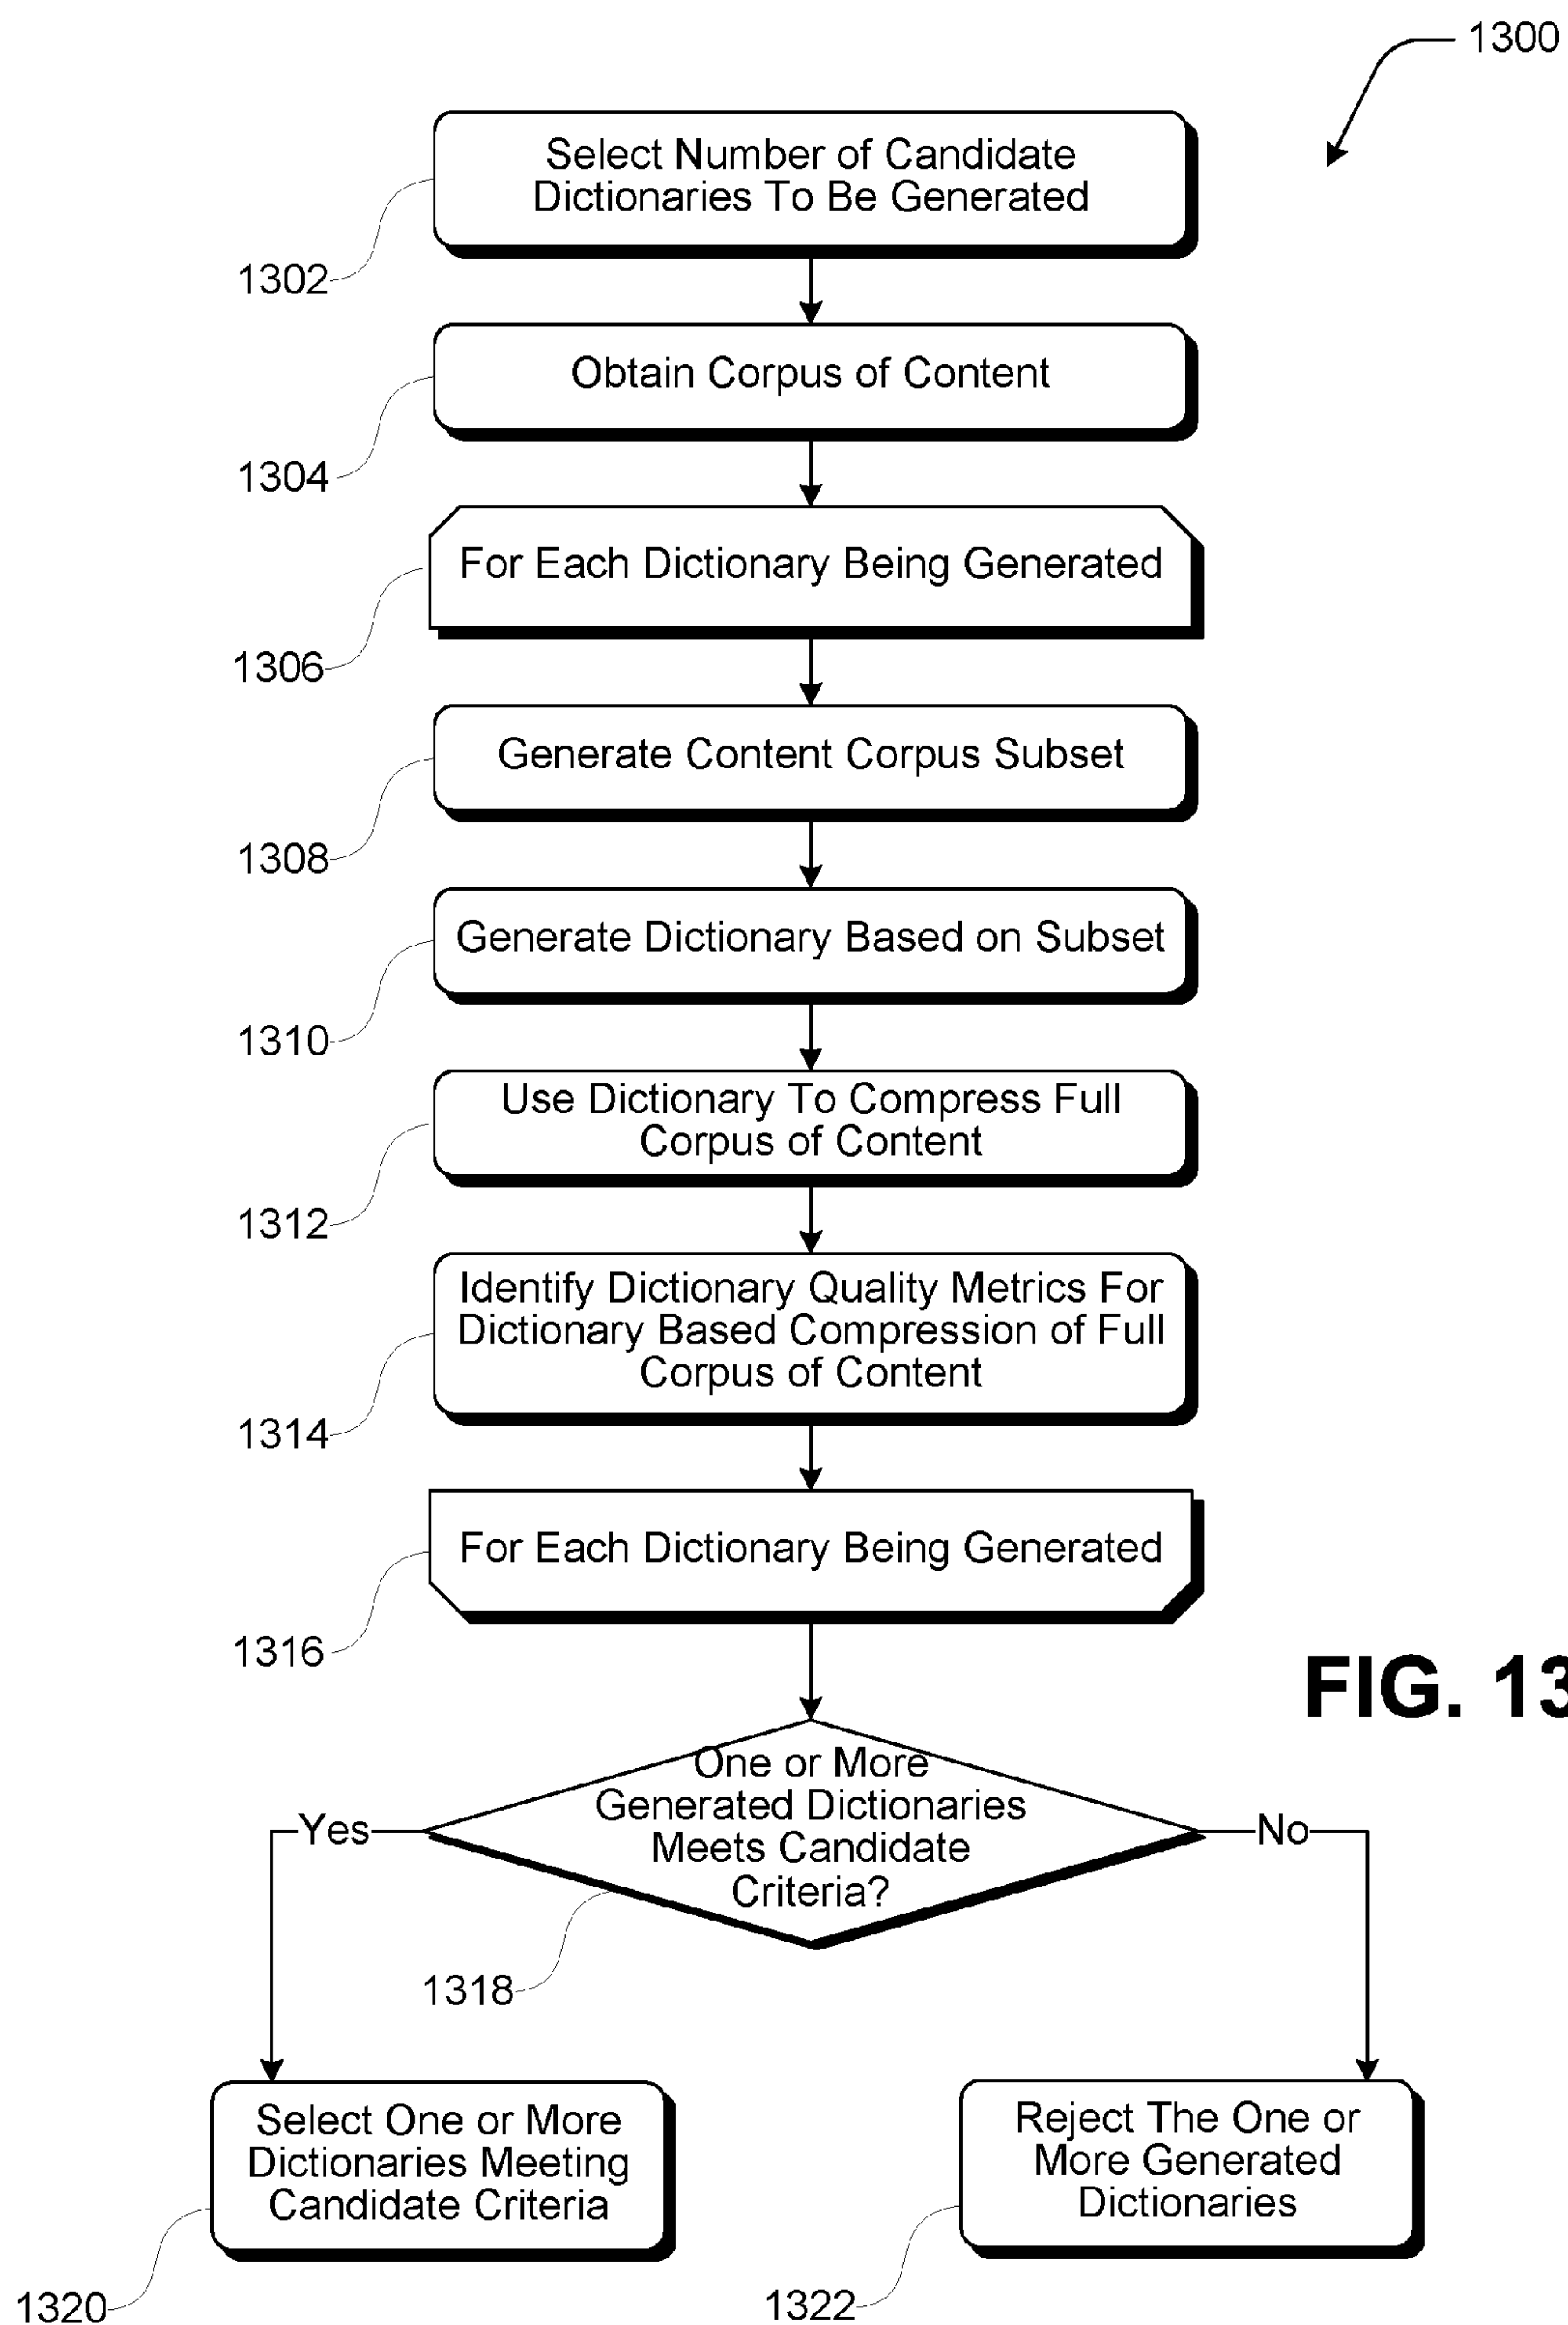 1300
Select Number of Candidate
Dictionaries To Be Generated
1302
Obtain Corpus of Content
1304
For Each Dictionary Being Generated
1306
Generate Content Corpus Subset
1308
Generate Dictionary Based on Subset
1310
Use Dictionary To Compress Full
Corpus of Content
1312
Identify Dictionary Quality Metrics For
Dictionary Based Compression of Full
Corpus of Content
1314
For Each Dictionary Being Generated
1316
FIG. 13
One or More
Generated Dictionaries
Meets Candidate
Criteria?
Yes
No
1318
Select One or More
Dictionaries Meeting
Candidate Criteria
1320
Reject The One or
More Generated
Dictionaries
1322